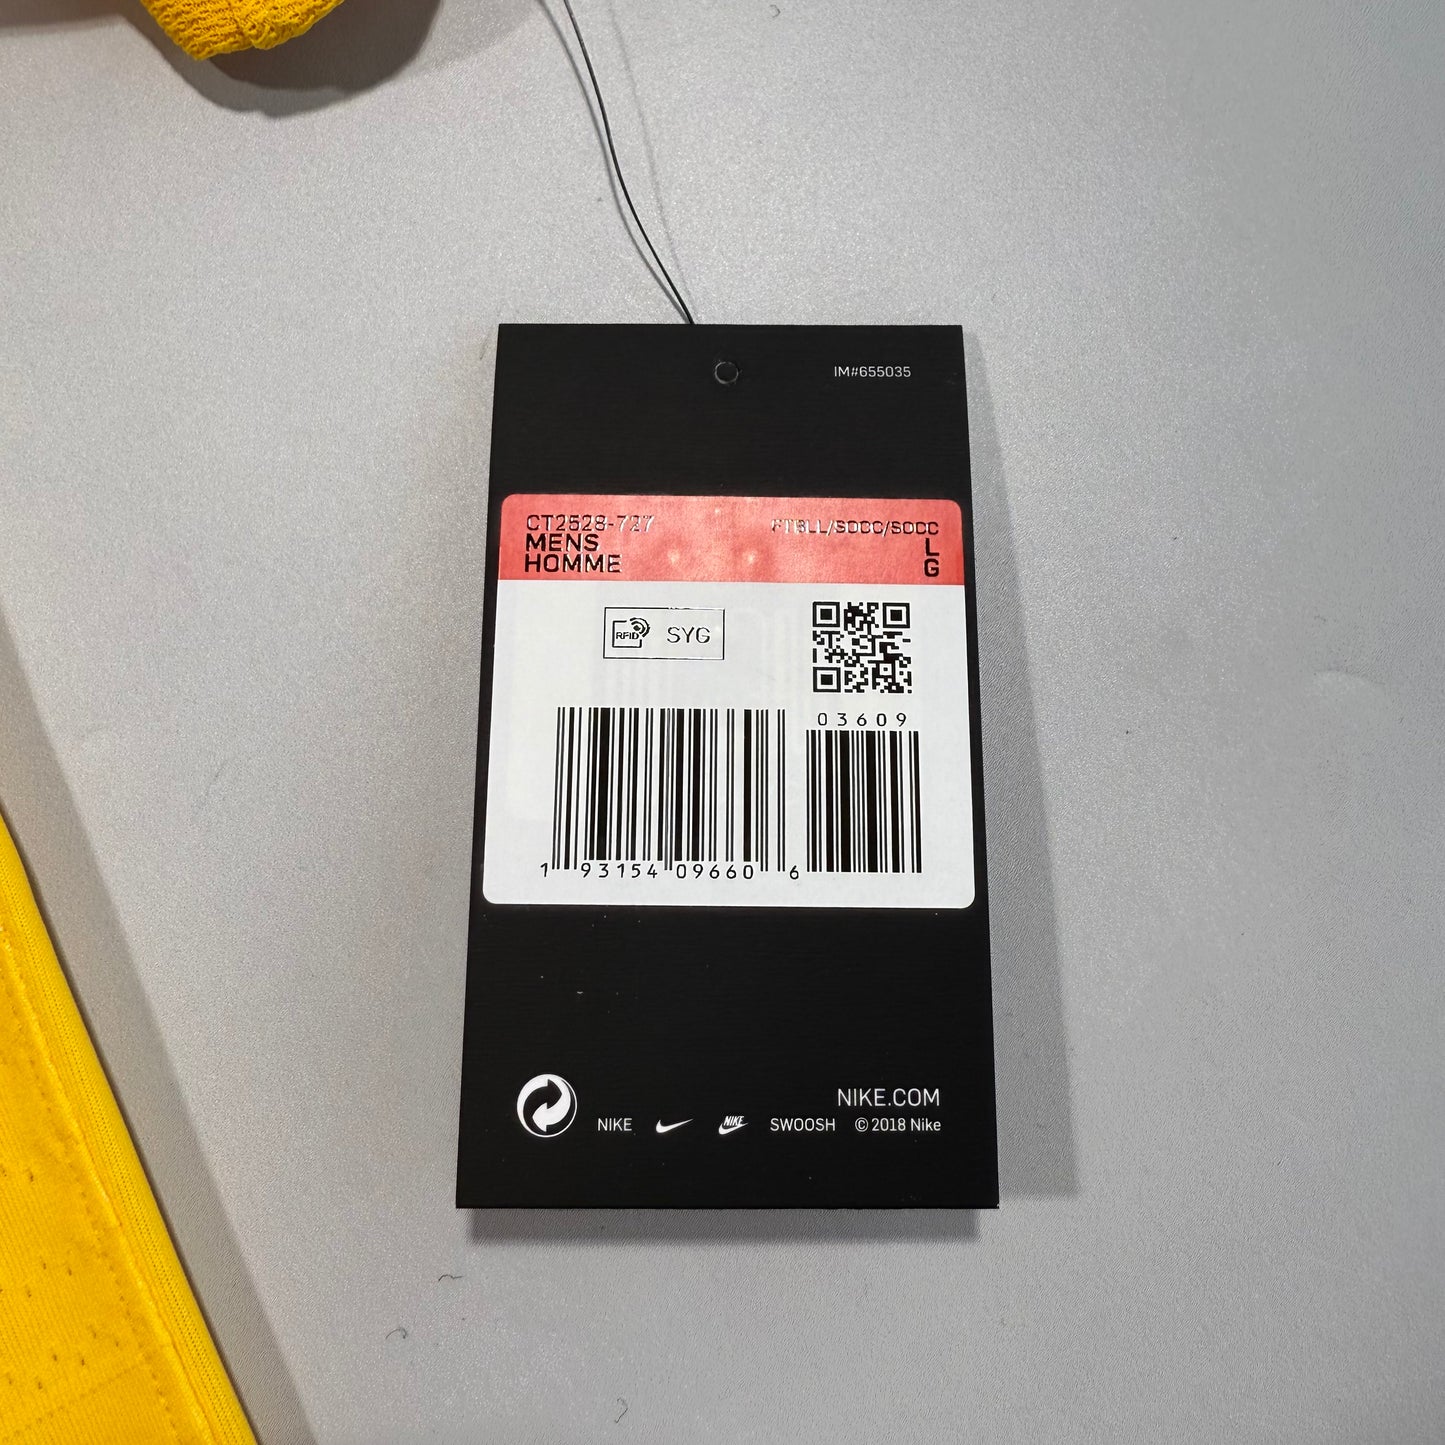 IM#655035
CT2528-727 FTBLL/SOCC/SOCC
MENS L
HOMME G
RFID SYG
03609
1 93154 09660 6
NIKE.COM
NIKE NIKE SWOOSH © 2018 Nike